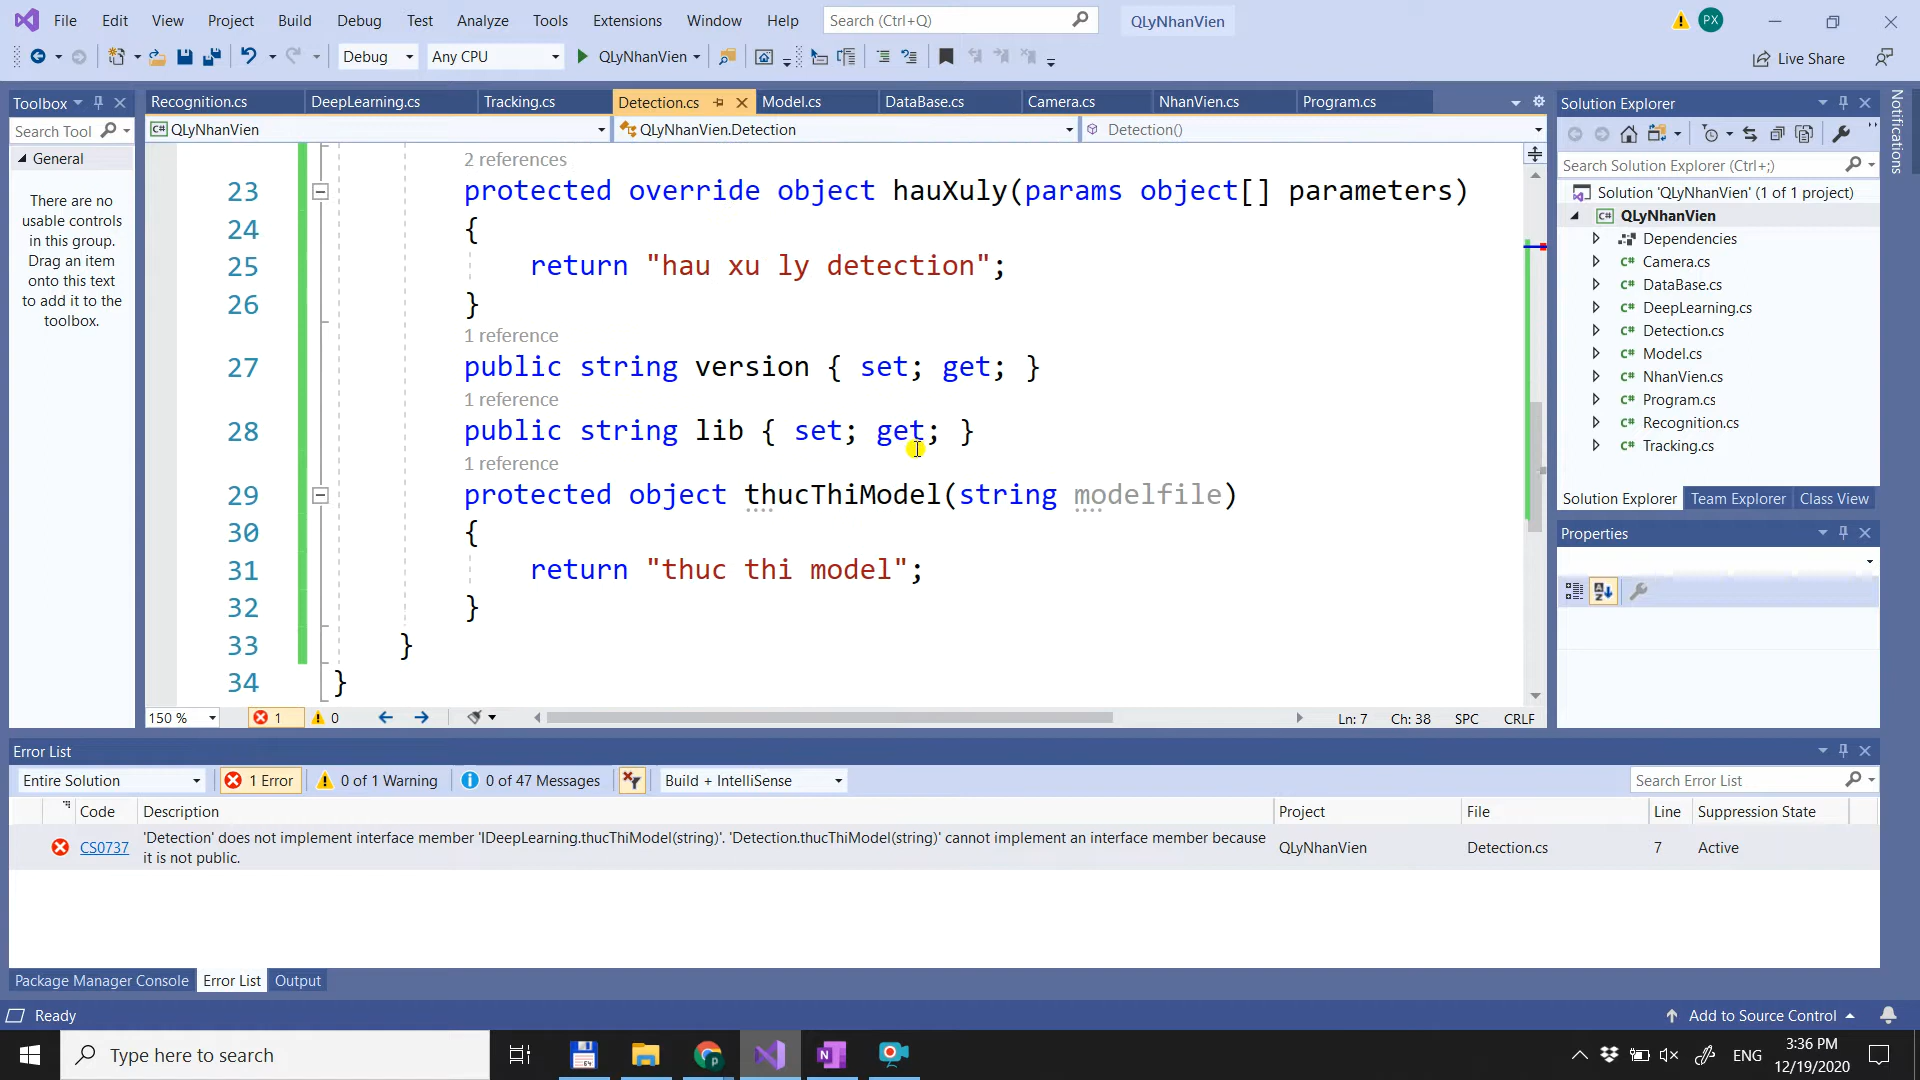 File Edit View Project Build Debug Test Analyze Tools Extensions Window Help Search (Ctrl+Q) QLyNhanVien PX
Debug Any CPU QLyNhanVien Live Share
Toolbox
Recognition.cs DeepLearning.cs Tracking.cs Detection.cs Model.cs DataBase.cs Camera.cs NhanVien.cs Program.cs
Solution Explorer
Notifications
Search Tool
QLyNhanVien QLyNhanVien.Detection Detection()
General
There are no
usable controls
in this group.
Drag an item
onto this text
to add it to the
toolbox.
2 references
23 protected override object hauXuly(params object[] parameters)
24 {
25 return "hau xu ly detection";
26 }
1 reference
27 public string version { set; get; }
1 reference
28 public string lib { set; get; }
1 reference
29 protected object thucThiModel(string modelfile)
30 {
31 return "thuc thi model";
32 }
33 }
34 }
150 % 1 0 Ln: 7 Ch: 38 SPC CRLF
Search Solution Explorer (Ctrl+;)
Solution 'QLyNhanVien' (1 of 1 project)
QLyNhanVien
Dependencies
Camera.cs
DataBase.cs
DeepLearning.cs
Detection.cs
Model.cs
NhanVien.cs
Program.cs
Recognition.cs
Tracking.cs
Solution Explorer Team Explorer Class View
Properties
Error List
Entire Solution 1 Error 0 of 1 Warning 0 of 47 Messages Build + IntelliSense Search Error List
Code Description Project File Line Suppression State
CS0737 'Detection' does not implement interface member 'IDeepLearning.thucThiModel(string)'. 'Detection.thucThiModel(string)' cannot implement an interface member because
it is not public. QLyNhanVien Detection.cs 7 Active
Package Manager Console Error List Output
Ready Add to Source Control
Type here to search ENG
3:36 PM
12/19/2020